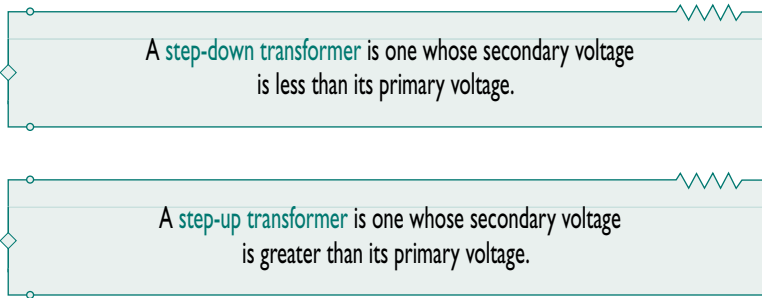 A step-down transformer is one whose secondary voltage
is less than its primary voltage.
A step-up transformer is one whose secondary voltage
is greater than its primary voltage.